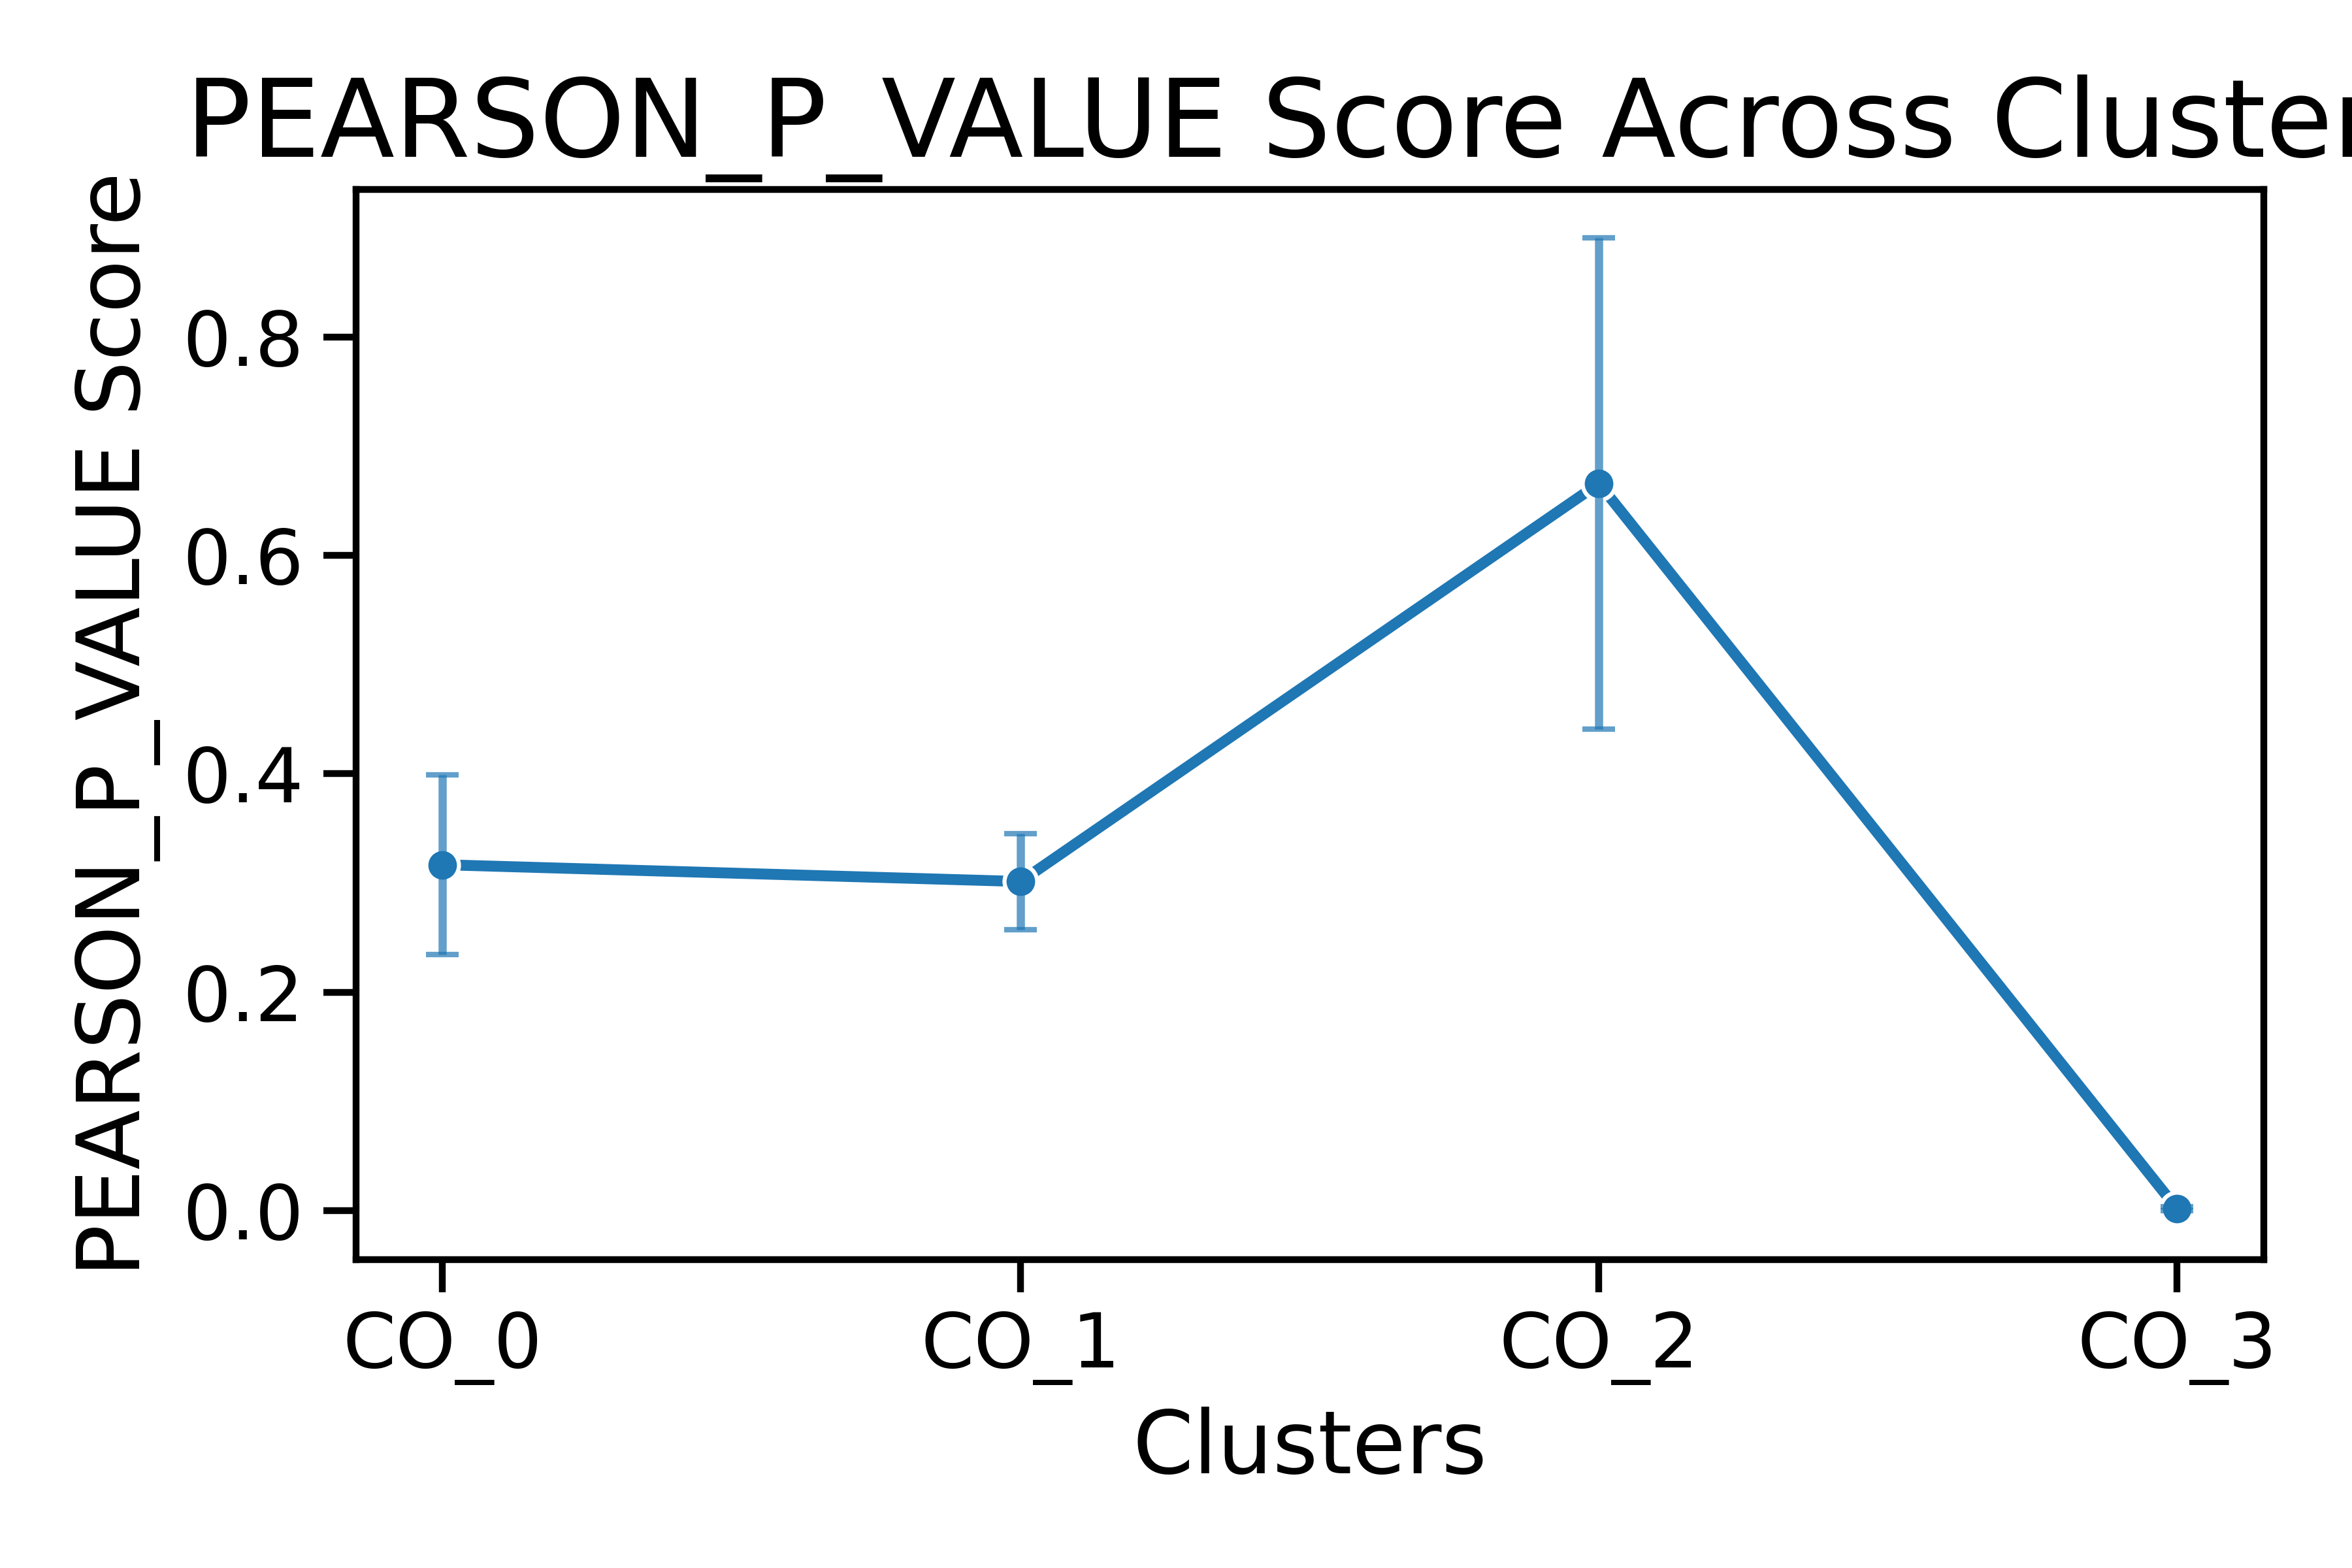 PEARSON_P_VALUE Score Across Cluster
PEARSON_P_VALUE Score
0.8
0.6
0.4
0.2
0.0
CO_0 CO_1 CO_2 CO_3
Clusters